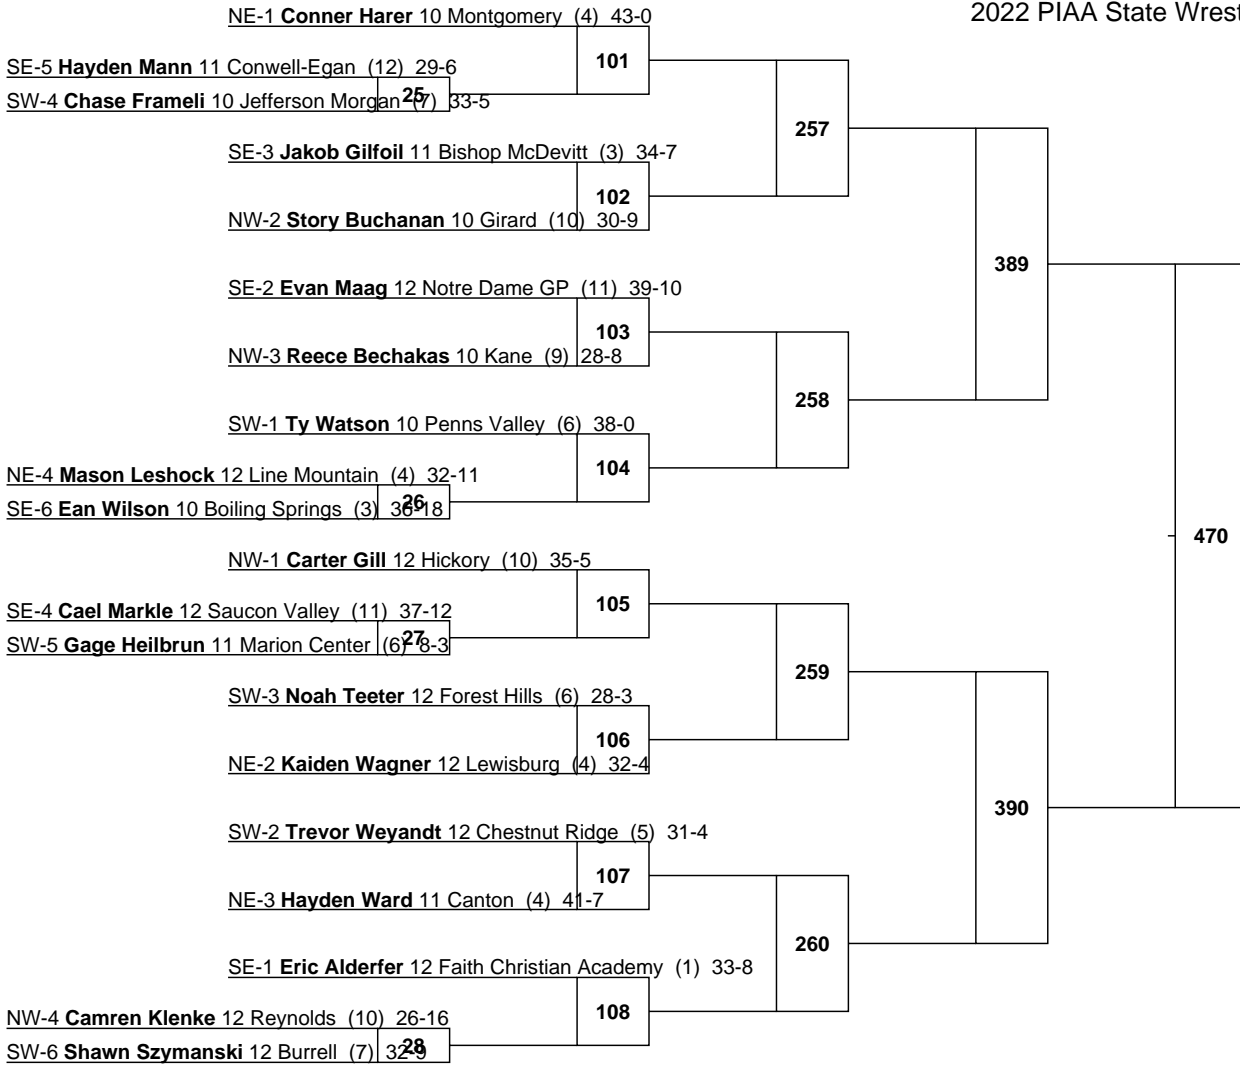 NE-1 Conner Harer 10 Montgomery (4) 43-0
2022 PIAA State Wrest
101
SE-5 Hayden Mann 11 Conwell-Egan (12) 29-6
25
SW-4 Chase Frameli 10 Jefferson Morgan (7) 33-5
257
SE-3 Jakob Gilfoil 11 Bishop McDevitt (3) 34-7
102
NW-2 Story Buchanan 10 Girard (10) 30-9
389
SE-2 Evan Maag 12 Notre Dame GP (11) 39-10
103
NW-3 Reece Bechakas 10 Kane (9) 28-8
258
SW-1 Ty Watson 10 Penns Valley (6) 38-0
104
NE-4 Mason Leshock 12 Line Mountain (4) 32-11
26
SE-6 Ean Wilson 10 Boiling Springs (3) 36-18
470
NW-1 Carter Gill 12 Hickory (10) 35-5
105
SE-4 Cael Markle 12 Saucon Valley (11) 37-12
27
SW-5 Gage Heilbrun 11 Marion Center (6) 8-3
259
SW-3 Noah Teeter 12 Forest Hills (6) 28-3
106
NE-2 Kaiden Wagner 12 Lewisburg (4) 32-4
390
SW-2 Trevor Weyandt 12 Chestnut Ridge (5) 31-4
107
NE-3 Hayden Ward 11 Canton (4) 41-7
260
SE-1 Eric Alderfer 12 Faith Christian Academy (1) 33-8
108
NW-4 Camren Klenke 12 Reynolds (10) 26-16
28
SW-6 Shawn Szymanski 12 Burrell (7) 32-9